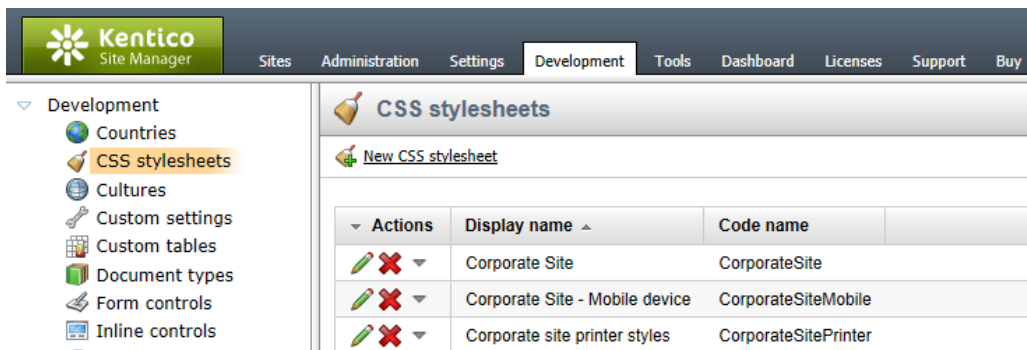 Kentico
Site Manager
Sites Administration Settings Development Tools Dashboard Licenses Support Buy
Development
Countries
CSS stylesheets
Cultures
Custom settings
Custom tables
Document types
Form controls
Inline controls
CSS stylesheets
New CSS stylesheet
Actions Display name Code name
Corporate Site CorporateSite
Corporate Site - Mobile device CorporateSiteMobile
Corporate site printer styles CorporateSitePrinter